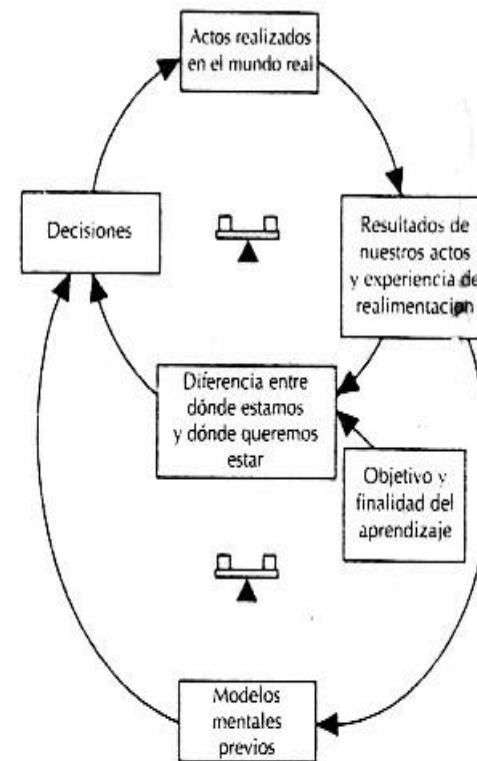 Actos realizados
en el mundo real
Decisiones
Resultados de
nuestros actos
y experiencia de
realimentacion
Diferencia entre
dónde estamos
y dónde queremos
estar
Objetivo y
finalidad del
aprendizaje
Modelos
mentales
previos